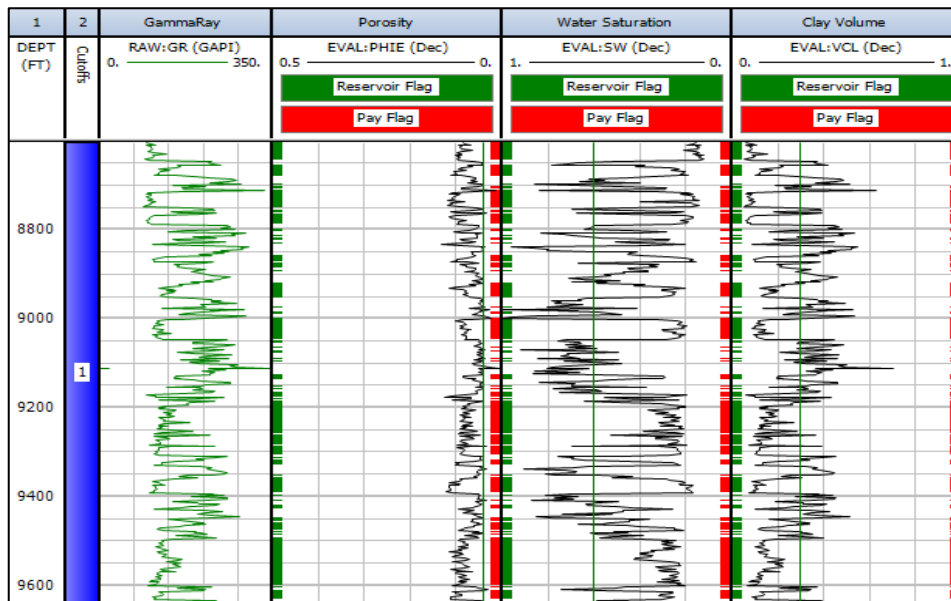 1 2 GammaRay Porosity Water Saturation Clay Volume
DEPT (FT) Cutoffs RAW:GR (GAPI) EVAL:PHIE (Dec) EVAL:SW (Dec) EVAL:VCL (Dec)
0. 350. 0.5 0. 1. 0. 0. 1.
Reservoir Flag Reservoir Flag Reservoir Flag
Pay Flag Pay Flag Pay Flag
8800
9000
1
9200
9400
9600